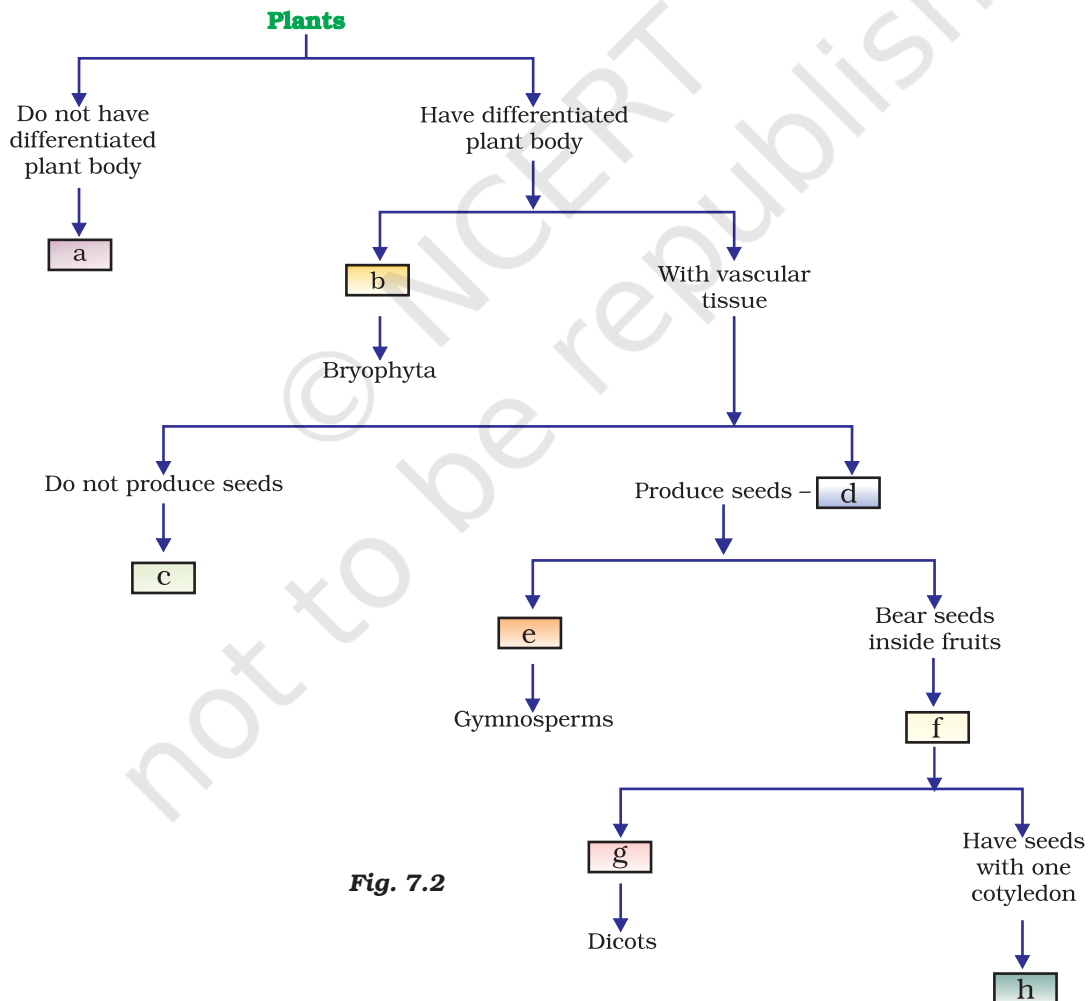 Plants
Do not have
differentiated
plant body
Have differentiated
plant body
a
b
With vascular
tissue
Bryophyta
Do not produce seeds
Produce seeds – d
c
e
Bear seeds
inside fruits
Gymnosperms
f
g
Have seeds
with one
cotyledon
Fig. 7.2
Dicots
h
© NCERT
not to be republish